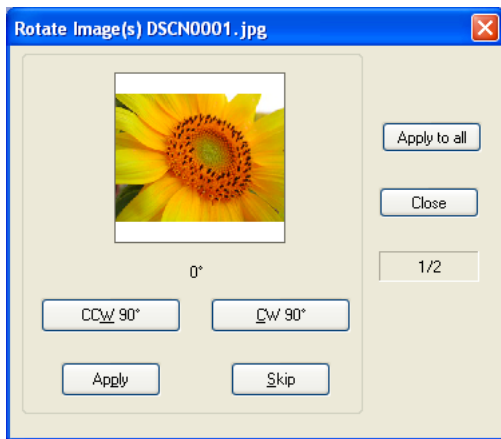 Rotate Image(s) DSCN0001.jpg
Apply to all
Close
0°
1/2
CCW 90°
CW 90°
Apply
Skip